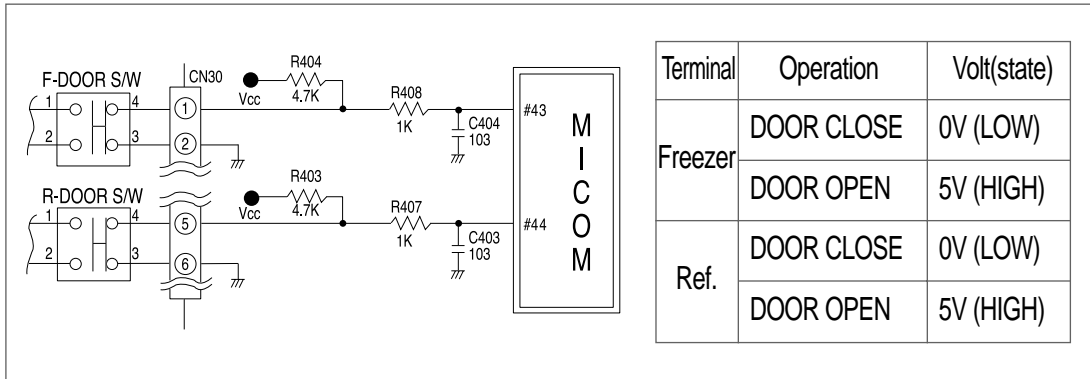 F-DOOR S/W
1
4
2
3
CN30
1
2
R404
4.7K
Vcc
R408
1K
C404
103
#43
R-DOOR S/W
1
4
2
3
5
6
R403
4.7K
Vcc
R407
1K
C403
103
#44
MICOM
Terminal Operation Volt(state)
Freezer
DOOR CLOSE 0V (LOW)
DOOR OPEN 5V (HIGH)
Ref.
DOOR CLOSE 0V (LOW)
DOOR OPEN 5V (HIGH)